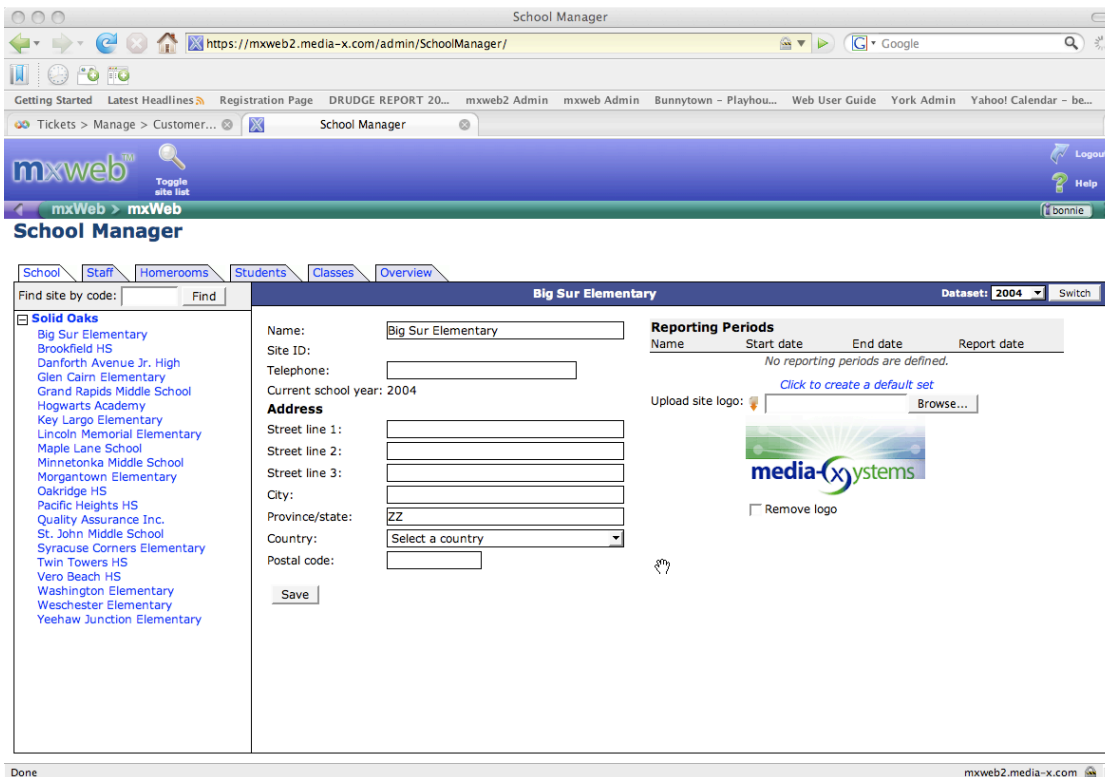 School Manager
https://mxweb2.media-x.com/admin/SchoolManager/
G Google
Getting Started Latest Headlines Registration Page DRUDGE REPORT 20... mxweb2 Admin mxweb Admin Bunnytown – Playhou... Web User Guide York Admin Yahoo! Calendar – be...
Tickets > Manage > Customer... School Manager
mxweb™ Toggle site list
Logout
Help
mxWeb > mxWeb bonnie
School Manager
School Staff Homerooms Students Classes Overview
Find site by code: Find Big Sur Elementary Dataset: 2004 Switch
Solid Oaks
Big Sur Elementary
Brookfield HS
Danforth Avenue Jr. High
Glen Cairn Elementary
Grand Rapids Middle School
Hogwarts Academy
Key Largo Elementary
Lincoln Memorial Elementary
Maple Lane School
Minnetonka Middle School
Morgantown Elementary
Oakridge HS
Pacific Heights HS
Quality Assurance Inc.
St. John Middle School
Syracuse Corners Elementary
Twin Towers HS
Vero Beach HS
Washington Elementary
Weschester Elementary
Yeehaw Junction Elementary
Name: Big Sur Elementary
Site ID:
Telephone:
Current school year: 2004
Address
Street line 1:
Street line 2:
Street line 3:
City:
Province/state: ZZ
Country: Select a country
Postal code:
Save
Reporting Periods
Name Start date End date Report date
No reporting periods are defined.
Click to create a default set
Upload site logo: Browse...
media-(x)ystems
Remove logo
Done mxweb2.media-x.com